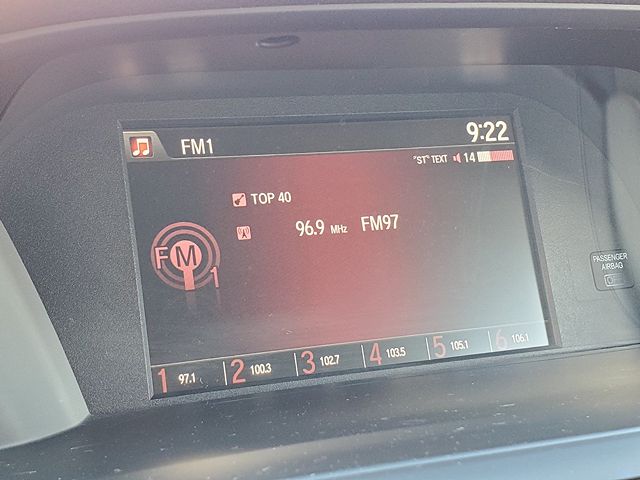 FM1 9:22
"ST" TEXT 14
TOP 40
96.9 MHz FM97
FM 1
PASSENGER
AIRBAG
1 97.1 2 100.3 3 102.7 4 103.5 5 105.1 6 106.1